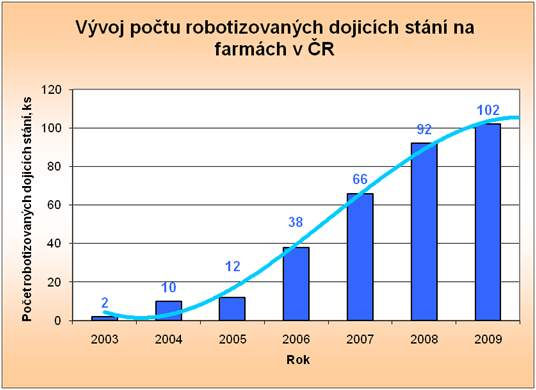 Vývoj počtu robotizovaných dojicích stání na
farmách v ČR
Počet robotizovaných dojicích stání, ks
120
100
80
60
40
20
0
2
10
12
38
66
92
102
2003 2004 2005 2006 2007 2008 2009
Rok